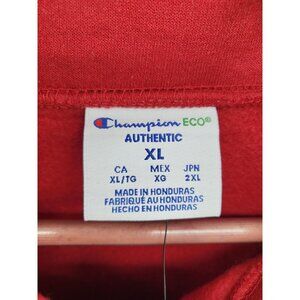 Champion ECO®
AUTHENTIC
XL
CA MEX JPN
XL/TG XG 2XL
MADE IN HONDURAS
FABRIQUÉ AU HONDURAS
HECHO EN HONDURAS